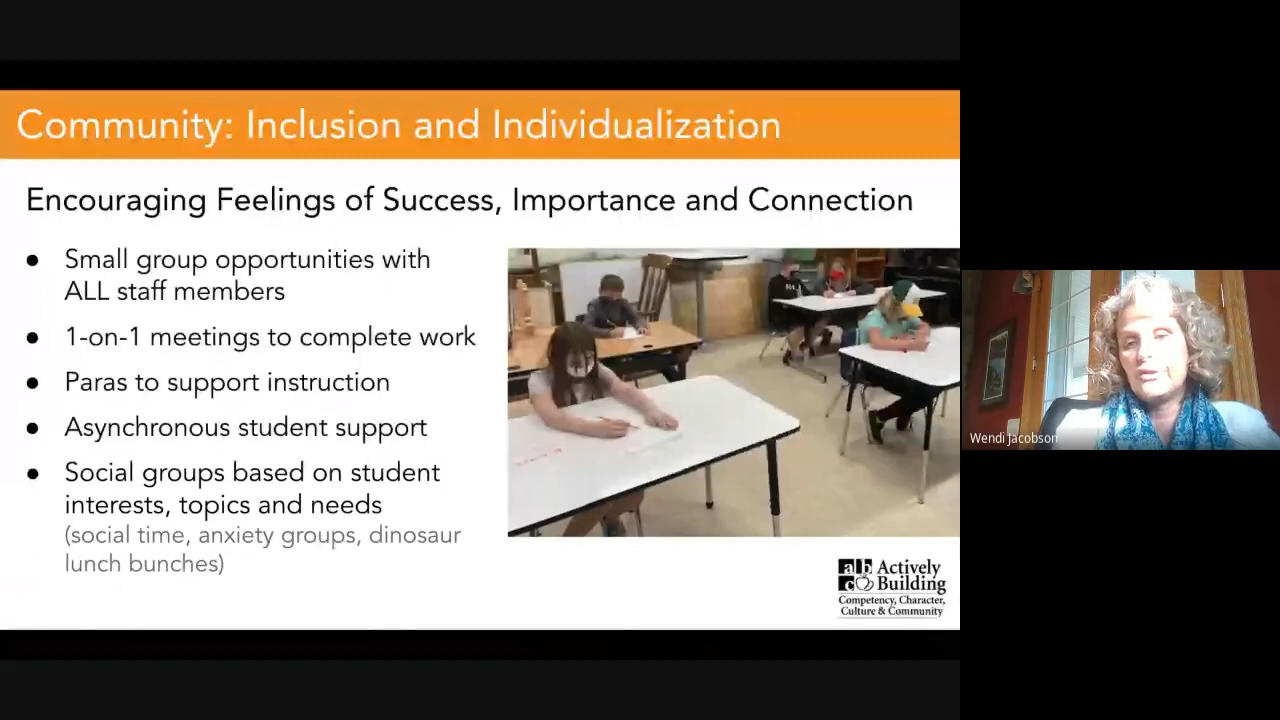 Community: Inclusion and Individualization
Encouraging Feelings of Success, Importance and Connection
● Small group opportunities with
ALL staff members
● 1-on-1 meetings to complete work
● Paras to support instruction
● Asynchronous student support
● Social groups based on student
interests, topics and needs
(social time, anxiety groups, dinosaur
lunch bunches)
a b c Actively
Building
Competency, Character,
Culture & Community
Wendi Jacobson